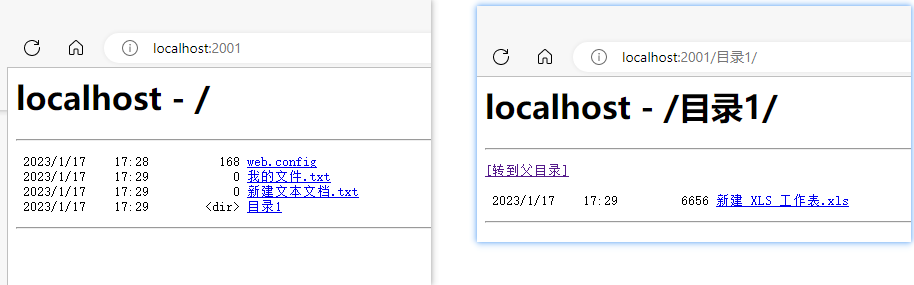 localhost:2001
localhost - /
2023/1/17 17:28 168 web.config
2023/1/17 17:29 0 我的文件.txt
2023/1/17 17:29 0 新建文本文档.txt
2023/1/17 17:29 <dir> 目录1
localhost:2001/目录1/
localhost - /目录1/
[转到父目录]
2023/1/17 17:29 6656 新建 XLS 工作表.xls